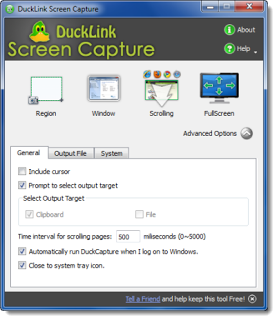 DuckLink Screen Capture
DuckLink
Screen Capture
About
Help
Region
Window
Scrolling
FullScreen
Advanced Options
General
Output File
System
Include cursor
Prompt to select output target
Select Output Target
Clipboard
File
Time interval for scrolling pages: 500 miliseconds (0~5000)
Automatically run DuckCapture when I log on to Windows.
Close to system tray icon.
Tell a Friend and help keep this tool Free!